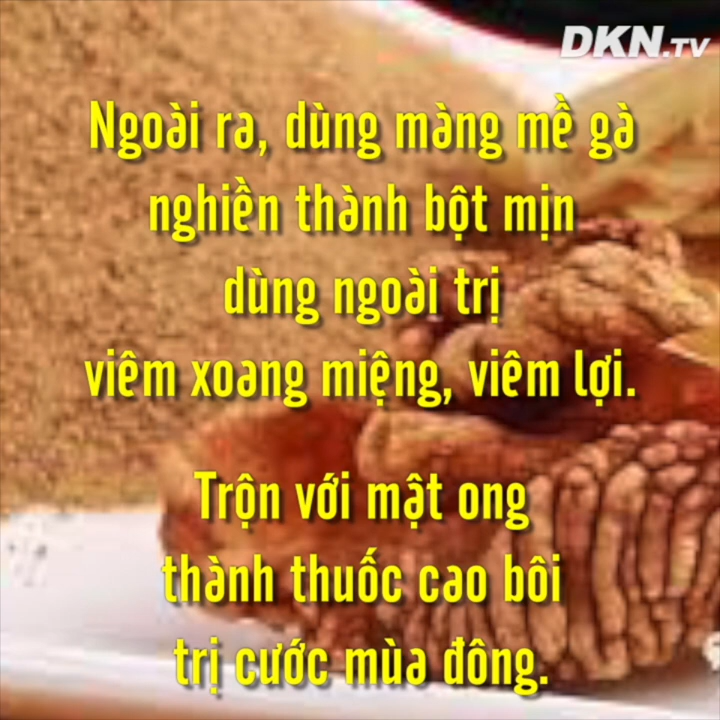 DKN.TV
Ngoài ra, dùng màng mề gà
nghiền thành bột mịn
dùng ngoài trị
viêm xoang miệng, viêm lợi.
Trộn với mật ong
thành thuốc cao bôi
trị cước mùa đông.